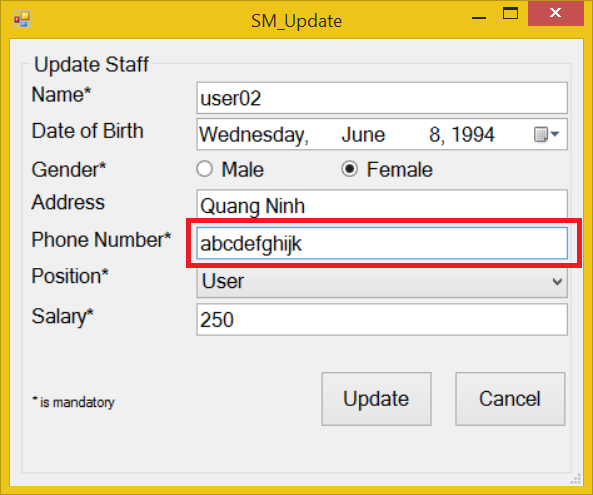 SM_Update
Update Staff
Name* user02
Date of Birth Wednesday, June 8, 1994
Gender* Male Female
Address Quang Ninh
Phone Number* abcdefghijk
Position* User
Salary* 250
* is mandatory Update Cancel